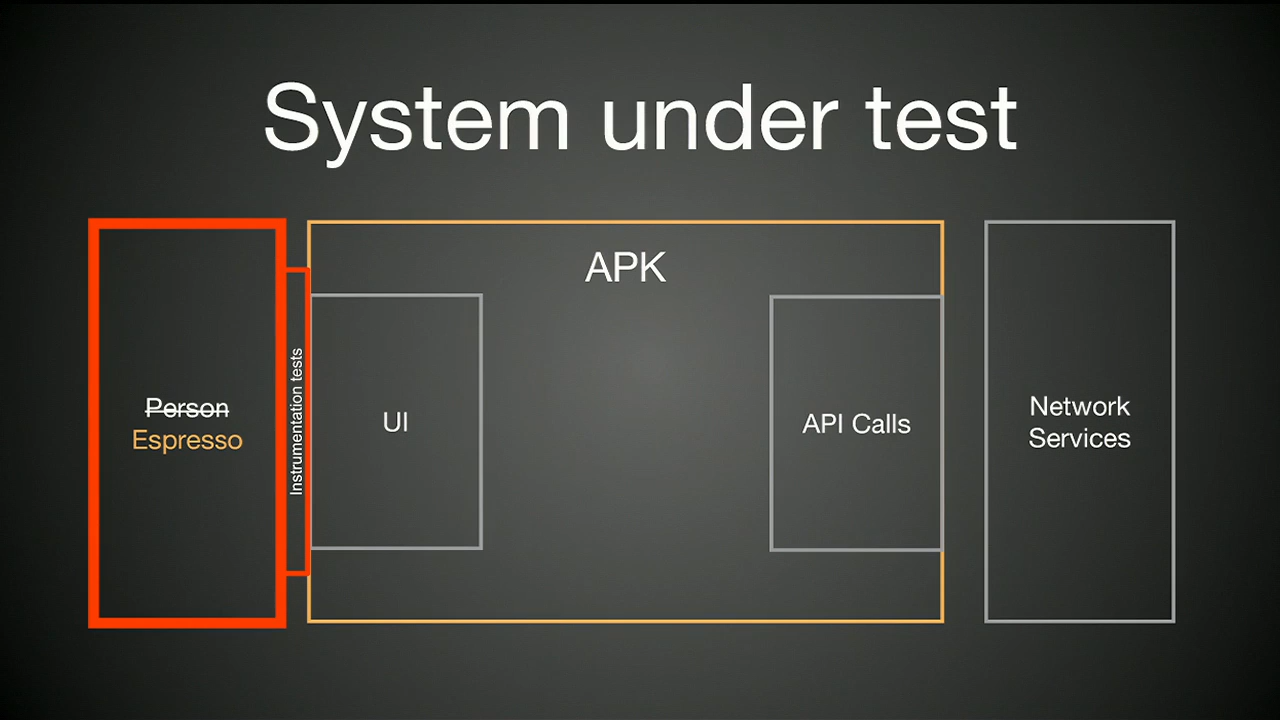 System under test
APK
Person
Espresso
Instrumentation tests
UI
API Calls
Network
Services